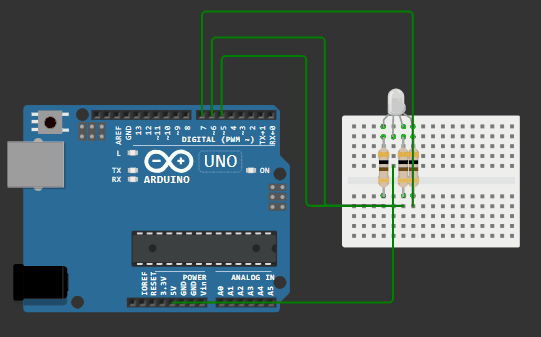 AREF
GND
13
12
~11
~10
~9
8
7
~6
~5
4
~3
2
TX→1
RX←0
DIGITAL (PWM ~)
L
TX
RX
UNO
ON
ARDUINO
IOREF
RESET
3.3V
5V
GND
GND
Vin
POWER
ANALOG IN
A0
A1
A2
A3
A4
A5